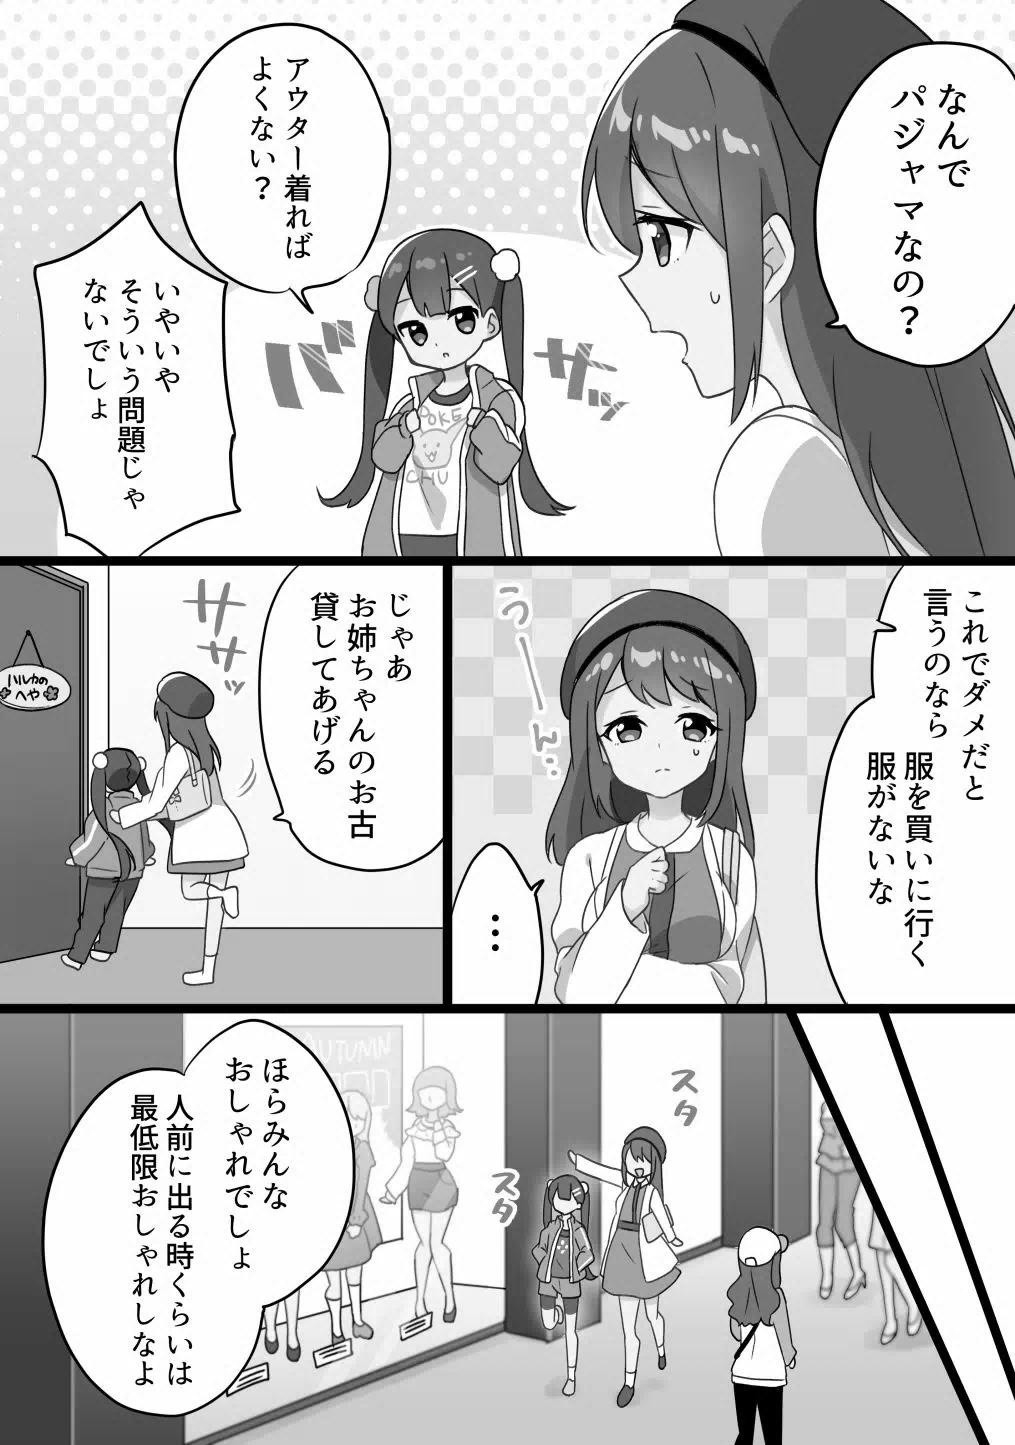 なんで
パジャマなの？
アウター着れば
よくない？
バ
サッ
POKE
CHU
いやいや
そういう問題じゃ
ないでしょ
これでダメだと
言うのなら
服を買いに行く
服がないな
うーーん…
…
じゃあ
お姉ちゃんのお古
貸してあげる
ササッ
ハルカの
へや
スタ
スタ
AUTUMN
ほらみんな
おしゃれでしょ
人前に出る時くらいは
最低限おしゃれしなよ